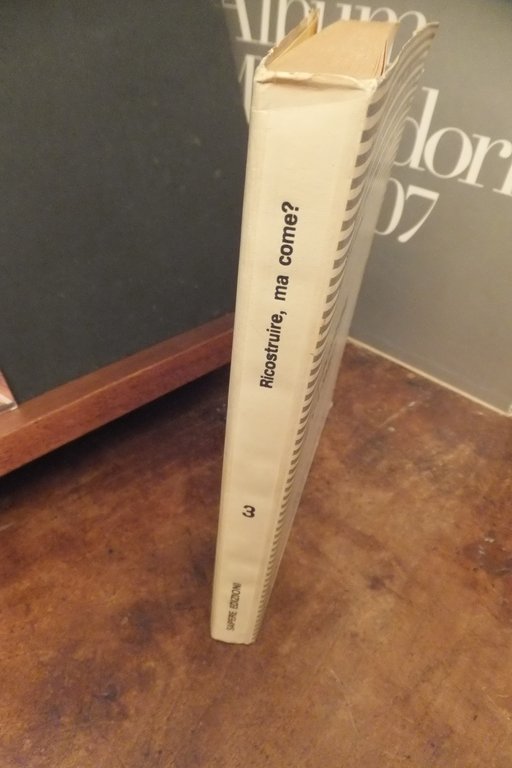 Ricostruire, ma come?
3
SAPERE EDIZIONI
Album
dori
07